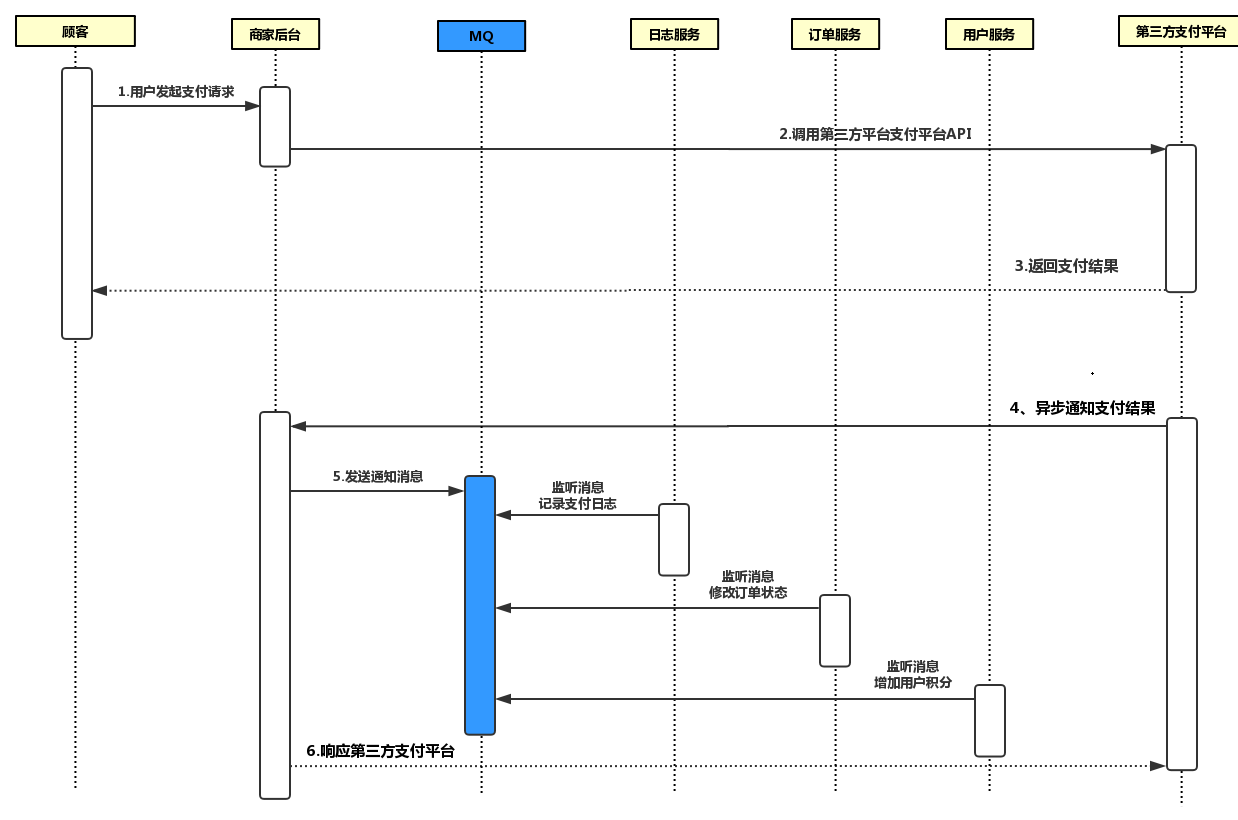 顾客
商家后台
MQ
日志服务
订单服务
用户服务
第三方支付平台
1.用户发起支付请求
2.调用第三方平台支付平台API
3.返回支付结果
4、异步通知支付结果
5.发送通知消息
监听消息
记录支付日志
监听消息
修改订单状态
监听消息
增加用户积分
6.响应第三方支付平台